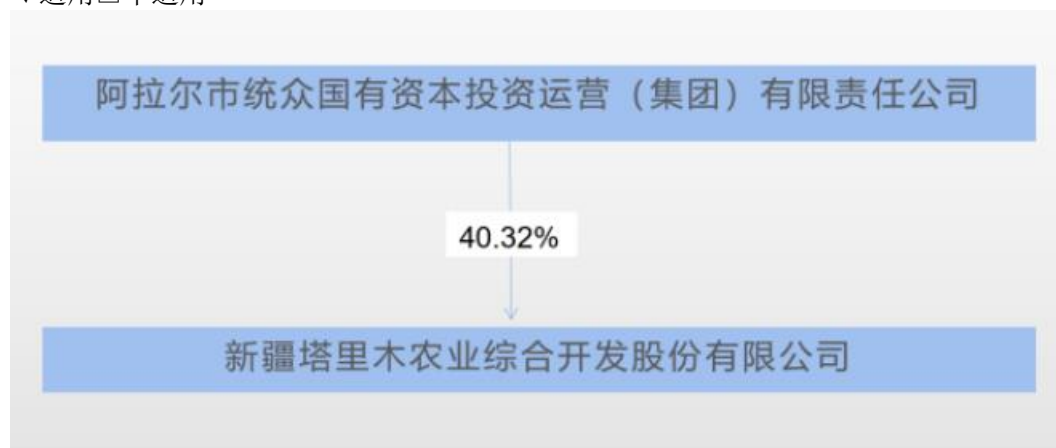 阿拉尔市统众国有资本投资运营（集团）有限责任公司
40.32%
新疆塔里木农业综合开发股份有限公司